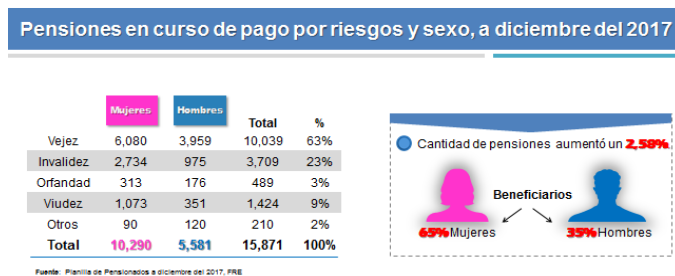 Pensiones en curso de pago por riesgos y sexo, a diciembre del 2017
Mujeres Hombres Total %
Vejez 6,080 3,959 10,039 63%
Invalidez 2,734 975 3,709 23%
Orfandad 313 176 489 3%
Viudez 1,073 351 1,424 9%
Otros 90 120 210 2%
Total 10,290 5,581 15,871 100%
Fuente: Planilla de Pensionados a diciembre del 2017, FRE
Cantidad de pensiones aumentó un 2,58%
Beneficiarios
65% Mujeres 35% Hombres